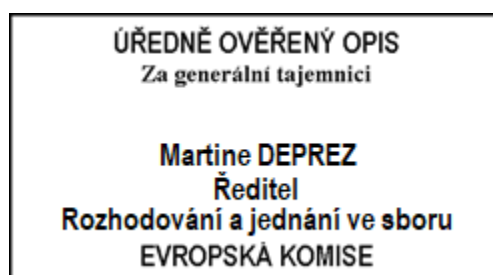 ÚŘEDNĚ OVĚŘENÝ OPIS
Za generální tajemnici
Martine DEPREZ
Ředitel
Rozhodování a jednání ve sboru
EVROPSKÁ KOMISE